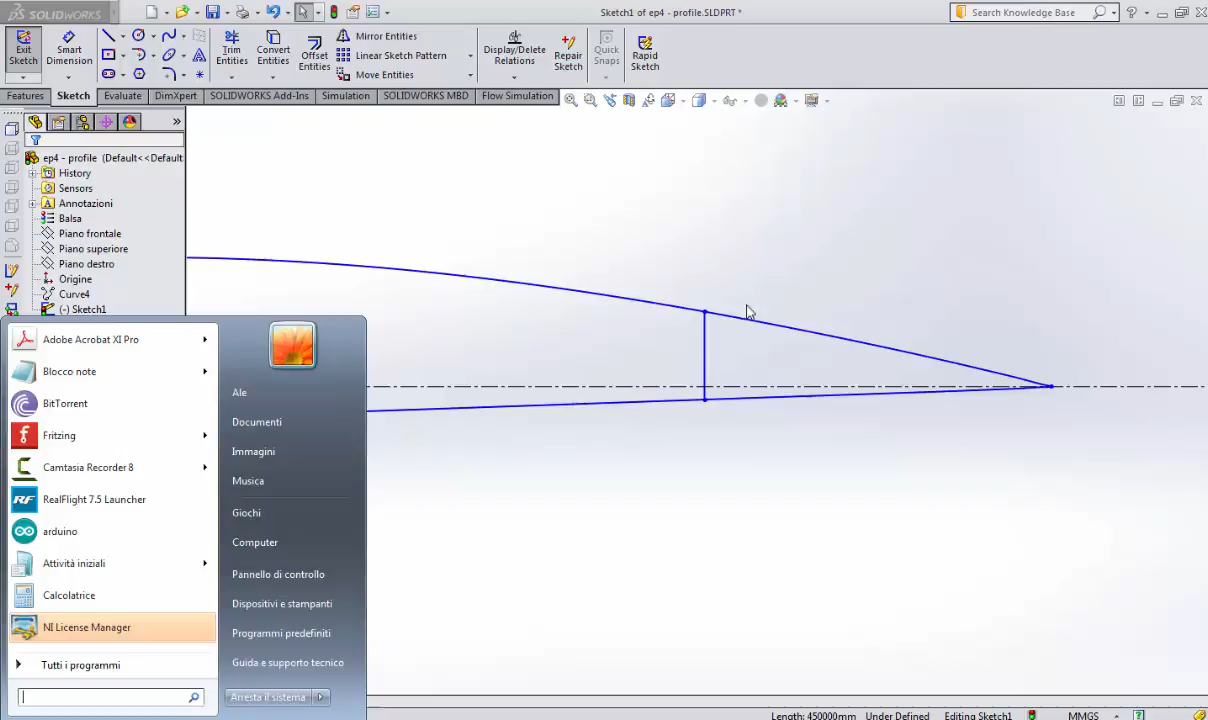 SOLIDWORKS
Sketch1 of ep4 - profile.SLDPRT *
Search Knowledge Base
?
Exit Sketch
Smart Dimension
Trim Entities
Convert Entities
Offset Entities
Mirror Entities
Linear Sketch Pattern
Move Entities
Display/Delete Relations
Repair Sketch
Quick Snaps
Rapid Sketch
Features
Sketch
Evaluate
DimXpert
SOLIDWORKS Add-Ins
Simulation
SOLIDWORKS MBD
Flow Simulation
ep4 - profile (Default<<Default
History
Sensors
Annotazioni
Balsa
Piano frontale
Piano superiore
Piano destro
Origine
Curve4
(-) Sketch1
Adobe Acrobat XI Pro
Blocco note
BitTorrent
Fritzing
Camtasia Recorder 8
RealFlight 7.5 Launcher
arduino
Attività iniziali
Calcolatrice
NI License Manager
Tutti i programmi
Ale
Documenti
Immagini
Musica
Giochi
Computer
Pannello di controllo
Dispositivi e stampanti
Programmi predefiniti
Guida e supporto tecnico
Arresta il sistema
Length: 450000mm
Under Defined
Editing Sketch1
MMGS
?